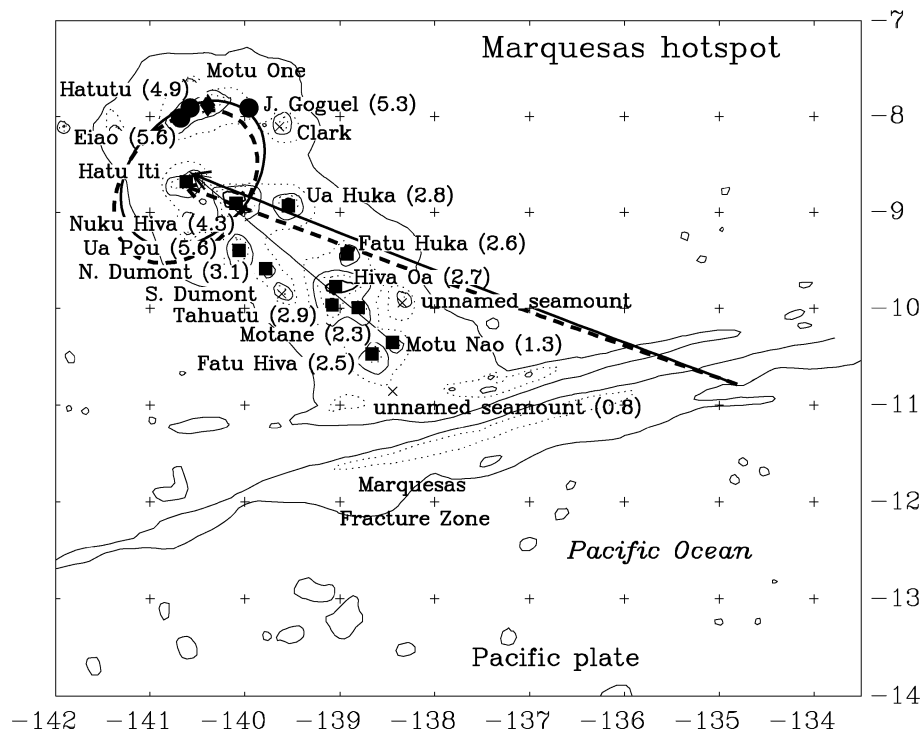 −7
Marquesas hotspot
Motu One
Hatutu (4.9)
J. Goguel (5.3)
−8
Eiao (5.6)
Clark
Hatu Iti
Ua Huka (2.8)
−9
Nuku Hiva (4.3)
Ua Pou (5.6)
Fatu Huka (2.6)
N. Dumont (3.1)
Hiva Oa (2.7)
S. Dumont
unnamed seamount
−10
Tahuatu (2.9)
Motane (2.3)
Motu Nao (1.3)
Fatu Hiva (2.5)
unnamed seamount (0.8)
−11
Marquesas
−12
Fracture Zone
Pacific Ocean
−13
Pacific plate
−14
−142 −141 −140 −139 −138 −137 −136 −135 −134